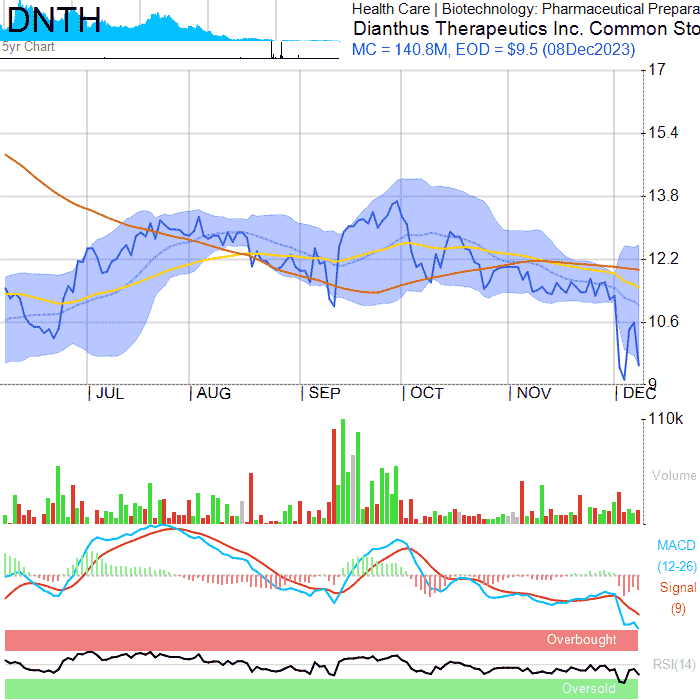 DNTH
Health Care | Biotechnology: Pharmaceutical Prepara
Dianthus Therapeutics Inc. Common Sto
MC = 140.8M, EOD = $9.5 (08Dec2023)
5yr Chart
17
15.4
13.8
12.2
10.6
9
JUL AUG SEP OCT NOV DEC
110k
Volume
MACD
(12-26)
Signal
(9)
Overbought
RSI(14)
Oversold